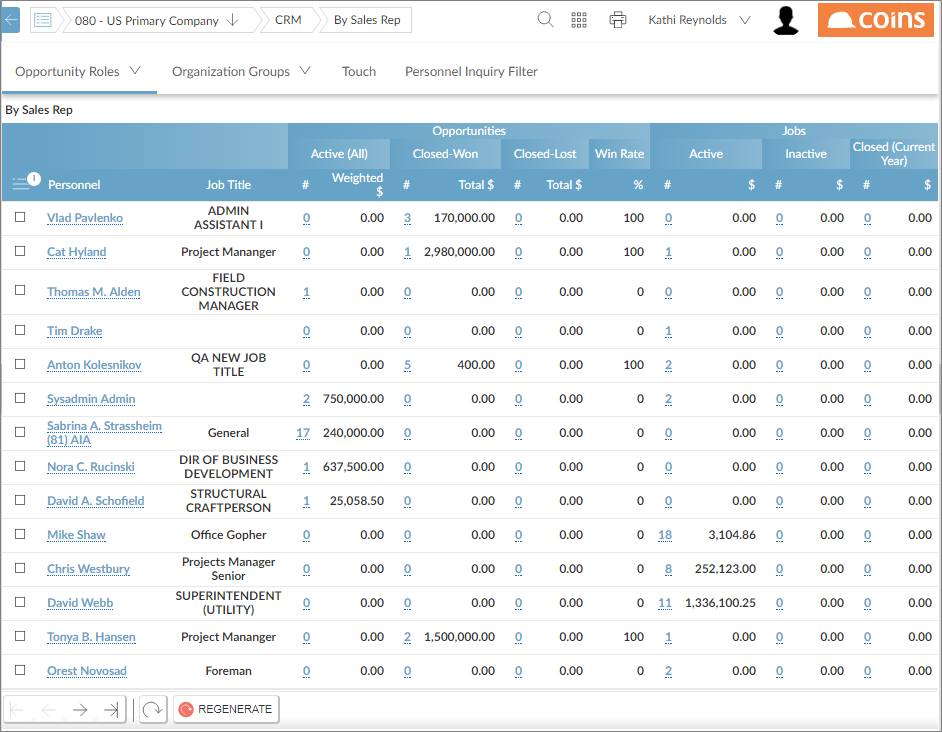 080 - US Primary Company CRM By Sales Rep Kathi Reynolds coins
Opportunity Roles Organization Groups Touch Personnel Inquiry Filter
By Sales Rep
Opportunities Jobs
Active (All) Closed-Won Closed-Lost Win Rate Active Inactive Closed (Current Year)
! Personnel Job Title # Weighted $ # Total $ # Total $ % # $ # $ # $
Vlad Pavlenko ADMIN ASSISTANT I 0 0.00 3 170,000.00 0 0.00 100 0 0.00 0 0.00 0 0.00
Cat Hyland Project Mananger 0 0.00 1 2,980,000.00 0 0.00 100 1 0.00 0 0.00 0 0.00
Thomas M. Alden FIELD CONSTRUCTION MANAGER 1 0.00 0 0.00 0 0.00 0 0 0.00 0 0.00 0 0.00
Tim Drake 0 0.00 0 0.00 0 0.00 0 1 0.00 0 0.00 0 0.00
Anton Kolesnikov QA NEW JOB TITLE 0 0.00 5 400.00 0 0.00 100 2 0.00 0 0.00 0 0.00
Sysadmin Admin 2 750,000.00 0 0.00 0 0.00 0 2 0.00 0 0.00 0 0.00
Sabrina A. Strassheim (81) AIA General 17 240,000.00 0 0.00 0 0.00 0 0 0.00 0 0.00 0 0.00
Nora C. Rucinski DIR OF BUSINESS DEVELOPMENT 1 637,500.00 0 0.00 0 0.00 0 0 0.00 0 0.00 0 0.00
David A. Schofield STRUCTURAL CRAFTPERSON 1 25,058.50 0 0.00 0 0.00 0 0 0.00 0 0.00 0 0.00
Mike Shaw Office Gopher 0 0.00 0 0.00 0 0.00 0 18 3,104.86 0 0.00 0 0.00
Chris Westbury Projects Manager Senior 0 0.00 0 0.00 0 0.00 0 8 252,123.00 0 0.00 0 0.00
David Webb SUPERINTENDENT (UTILITY) 0 0.00 0 0.00 0 0.00 0 11 1,336,100.25 0 0.00 0 0.00
Tonya B. Hansen Project Mananger 0 0.00 2 1,500,000.00 0 0.00 100 1 0.00 0 0.00 0 0.00
Orest Novosad Foreman 0 0.00 0 0.00 0 0.00 0 2 0.00 0 0.00 0 0.00
REGENERATE